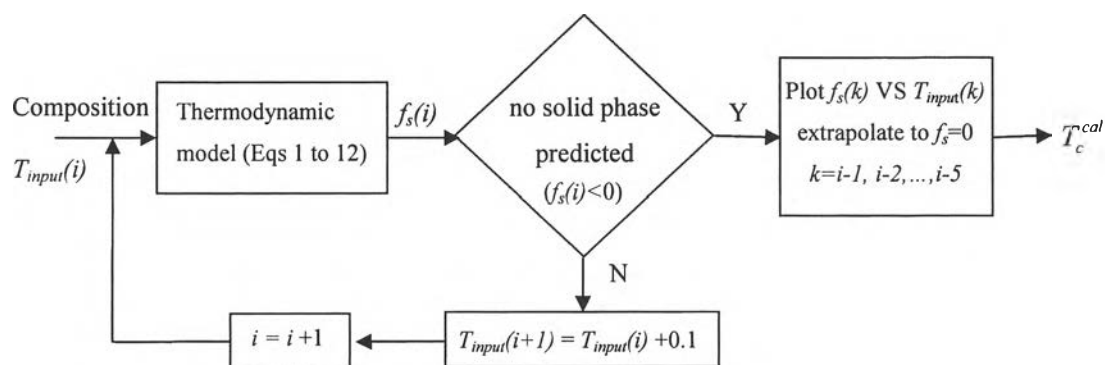 Composition
T_input(i)
Thermodynamic
model (Eqs 1 to 12)
f_s(i)
no solid phase
predicted
(f_s(i)<0)
Y
Plot f_s(k) VS T_input(k)
extrapolate to f_s=0
k=i-1, i-2,...,i-5
T_c^cal
N
T_input(i+1) = T_input(i) +0.1
i = i +1